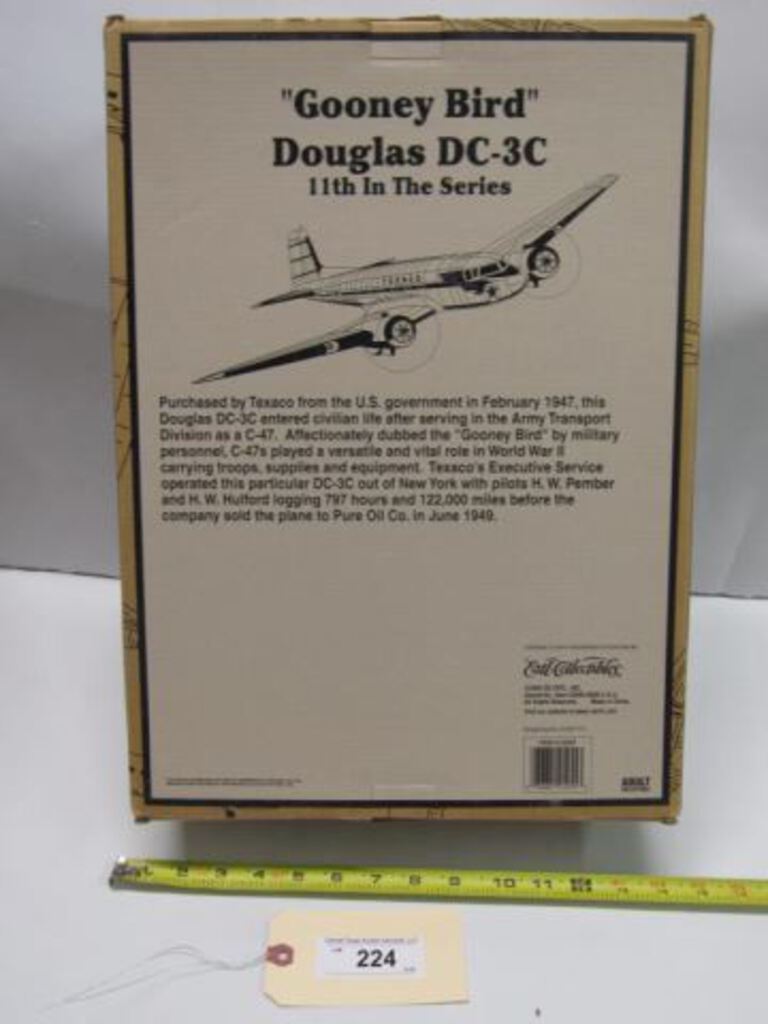 "Gooney Bird"
Douglas DC-3C
11th In The Series
TEXACO
Purchased by Texaco from the U.S. government in February 1947, this
Douglas DC-3C entered civilian life after serving in the Army Transport
Division as a C-47. Affectionately dubbed the "Gooney Bird" by military
personnel, C-47s played a versatile and vital role in World War II
carrying troops, supplies and equipment. Texaco's Executive Service
operated this particular DC-3C out of New York with pilots H. W. Pember
and H. W. Hulford logging 797 hours and 122,000 miles before the
company sold the plane to Pure Oil Co. in June 1949.
Ertl Collectibles
ADULT
2 3 4 5 6 7 8 9 10 11
224